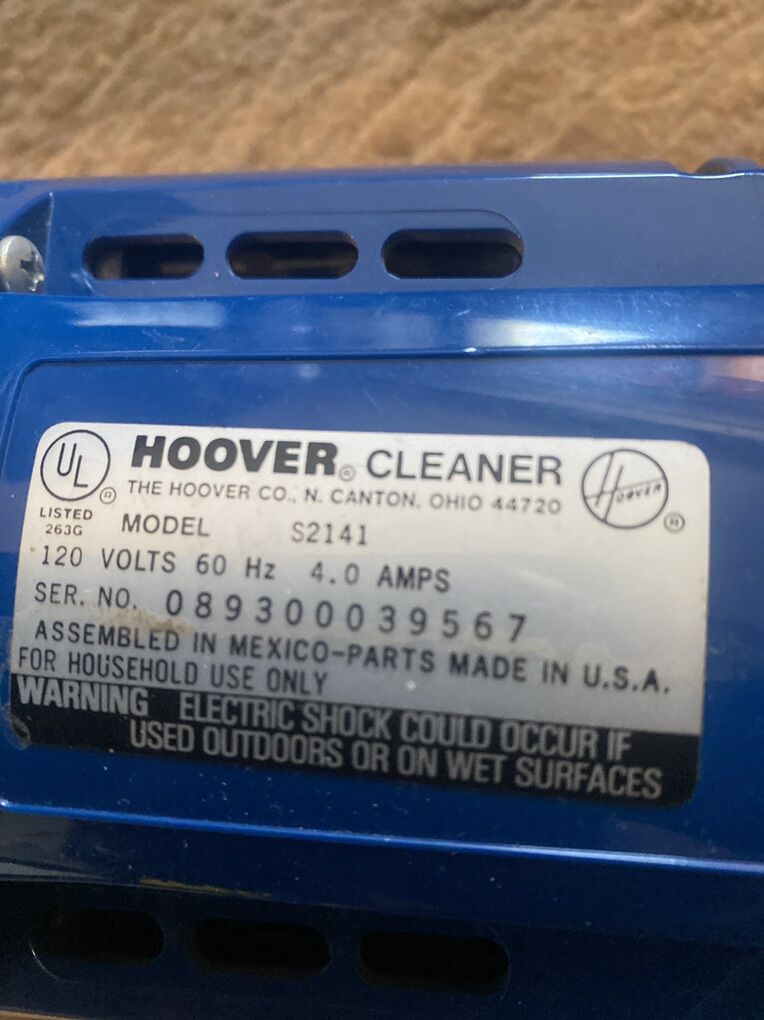 UL ®
LISTED
263G
HOOVER® CLEANER
THE HOOVER CO., N. CANTON, OHIO 44720
Hoover ®
MODEL S2141
120 VOLTS 60 Hz 4.0 AMPS
SER. NO. 089300039567
ASSEMBLED IN MEXICO-PARTS MADE IN U.S.A.
FOR HOUSEHOLD USE ONLY
WARNING ELECTRIC SHOCK COULD OCCUR IF
USED OUTDOORS OR ON WET SURFACES